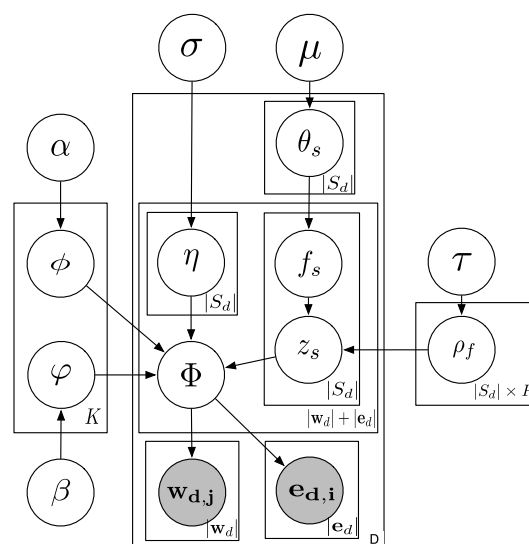 σ μ
α θ_s
|S_d|
ϕ η f_s τ
|S_d|
φ Φ z_s ρ_f
K |S_d| |S_d| ×
|w_d| + |e_d|
β w_{d,j} e_{d,i}
|w_d| |e_d|
D